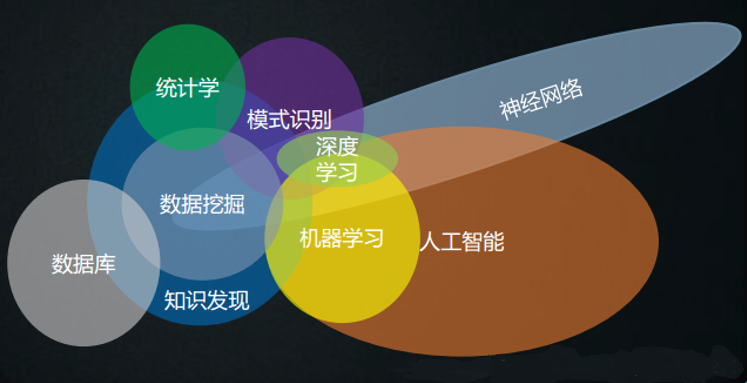 统计学
神经网络
模式识别
深度
学习
数据挖掘
机器学习
人工智能
数据库
知识发现